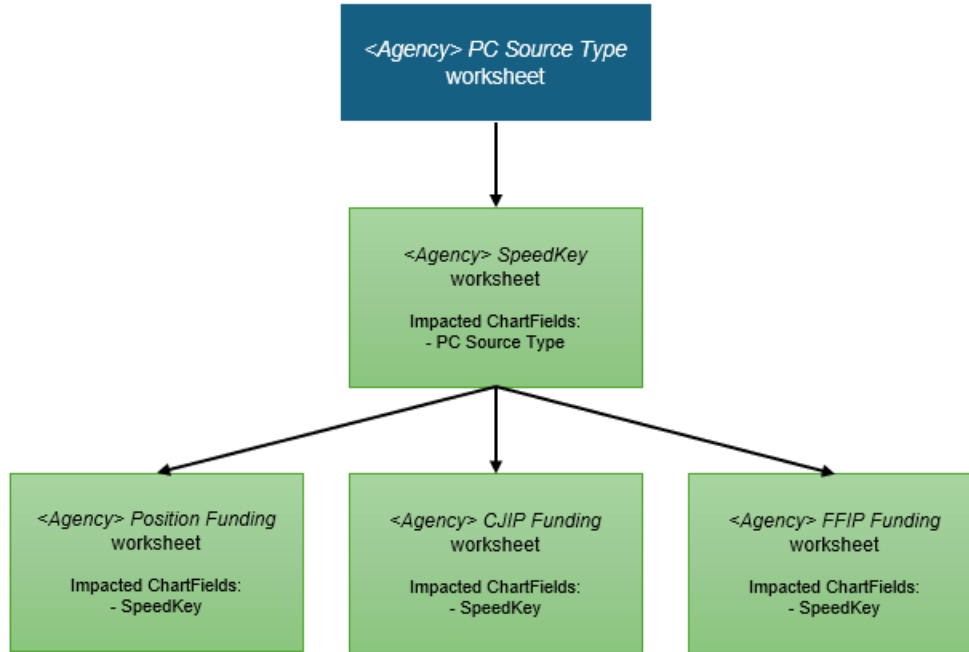 <Agency> PC Source Type
worksheet
<Agency> SpeedKey
worksheet
Impacted ChartFields:
- PC Source Type
<Agency> Position Funding
worksheet
Impacted ChartFields:
- SpeedKey
<Agency> CJIP Funding
worksheet
Impacted ChartFields:
- SpeedKey
<Agency> FFIP Funding
worksheet
Impacted ChartFields:
- SpeedKey